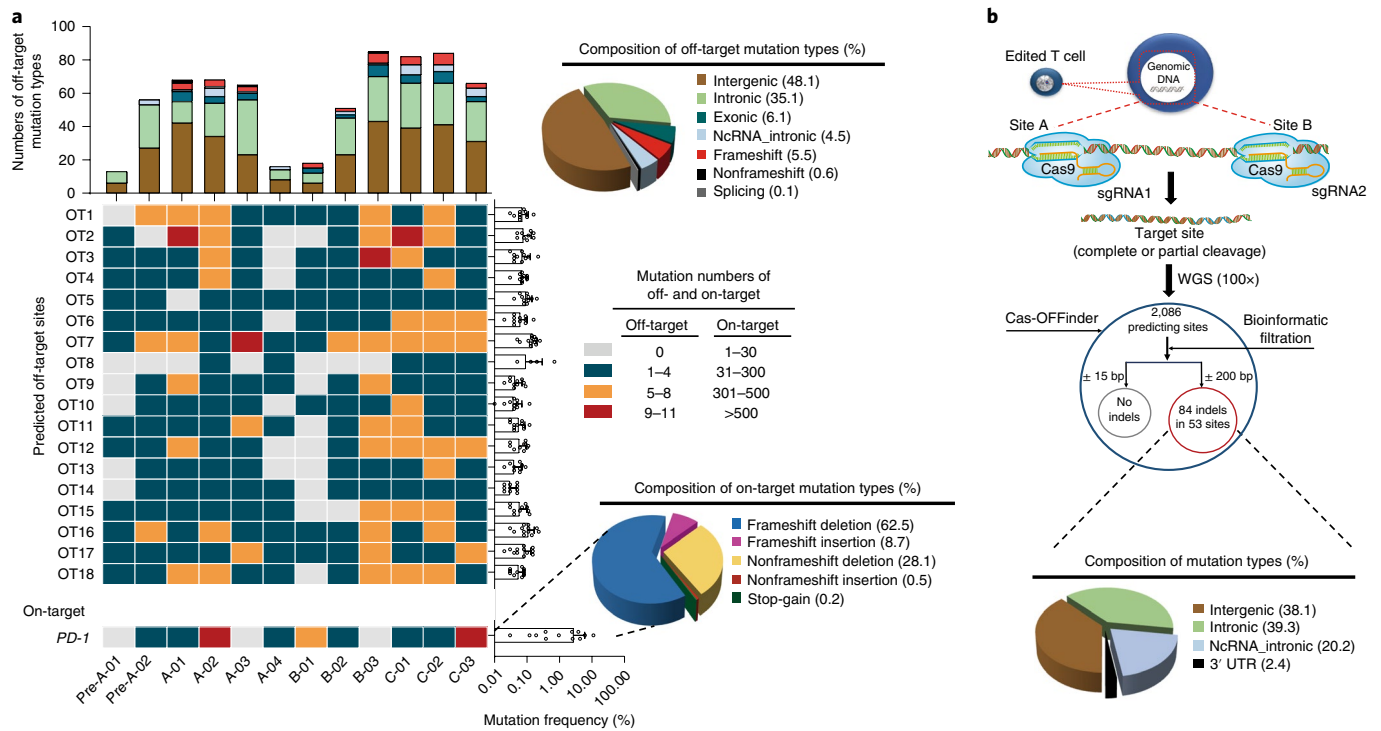 a
Numbers of off-target
mutation types
100
80
60
40
20
0
Composition of off-target mutation types (%)
Intergenic (48.1)
Intronic (35.1)
Exonic (6.1)
NcRNA_intronic (4.5)
Frameshift (5.5)
Nonframeshift (0.6)
Splicing (0.1)
Predicted off-target sites
OT1
OT2
OT3
OT4
OT5
OT6
OT7
OT8
OT9
OT10
OT11
OT12
OT13
OT14
OT15
OT16
OT17
OT18
On-target
PD-1
Pre-A-01
Pre-A-02
A-01
A-02
A-03
A-04
B-01
B-02
B-03
C-01
C-02
C-03
0.01
0.10
1.00
10.00
100.00
Mutation frequency (%)
Mutation numbers of
off- and on-target
Off-target On-target
0 1–30
1–4 31–300
5–8 301–500
9–11 >500
Composition of on-target mutation types (%)
Frameshift deletion (62.5)
Frameshift insertion (8.7)
Nonframeshift deletion (28.1)
Nonframeshift insertion (0.5)
Stop-gain (0.2)
b
Edited T cell
Genomic
DNA
Site A
Site B
Cas9
Cas9
sgRNA1
sgRNA2
Target site
(complete or partial cleavage)
WGS (100×)
Cas-OFFinder
2,086
predicting sites
Bioinformatic
filtration
± 15 bp
± 200 bp
No
indels
84 indels
in 53 sites
Composition of mutation types (%)
Intergenic (38.1)
Intronic (39.3)
NcRNA_intronic (20.2)
3′ UTR (2.4)